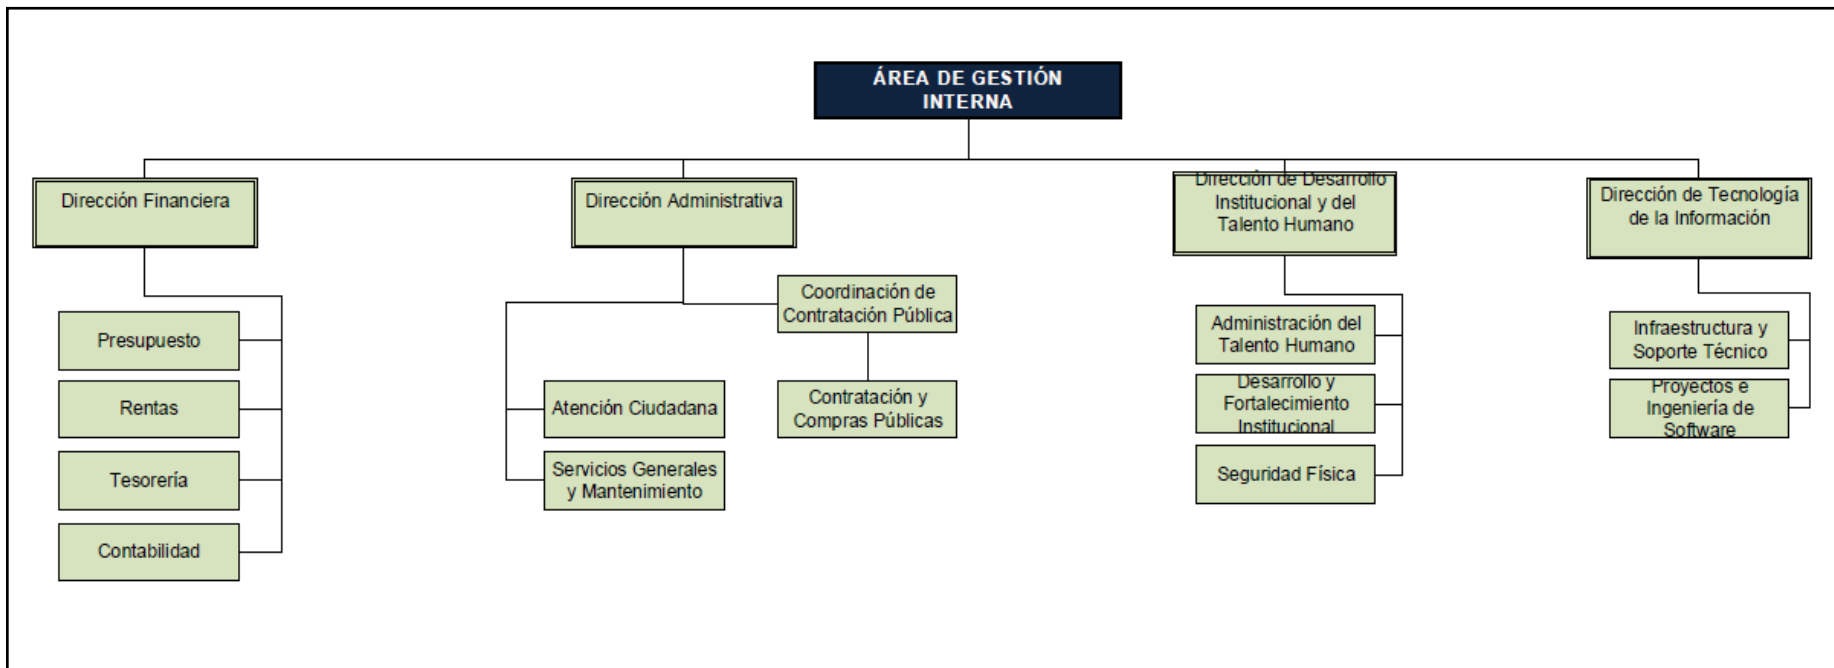 ÁREA DE GESTIÓN
INTERNA
Dirección Financiera
Dirección Administrativa
Dirección de Desarrollo
Institucional y del
Talento Humano
Dirección de Tecnología
de la Información
Presupuesto
Rentas
Tesorería
Contabilidad
Coordinación de
Contratación Pública
Atención Ciudadana
Servicios Generales
y Mantenimiento
Contratación y
Compras Públicas
Administración del
Talento Humano
Desarrollo y
Fortalecimiento
Institucional
Seguridad Física
Infraestructura y
Soporte Técnico
Proyectos e
Ingeniería de
Software